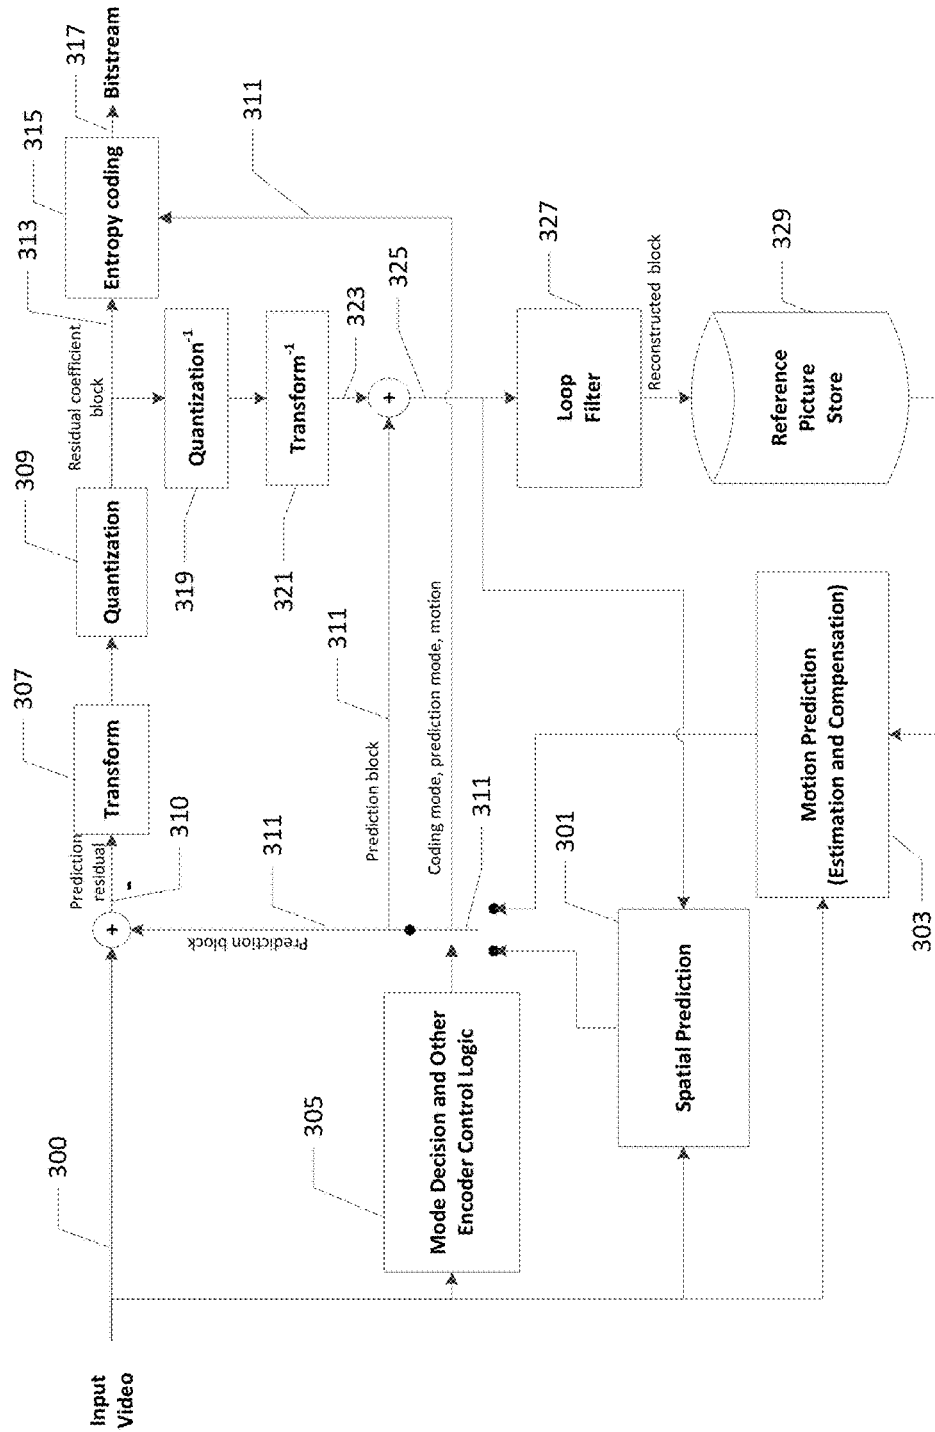 Input
Video
300
+
310
-
Prediction
residual
307
Transform
309
Quantization
Residual coefficient
block
313
315
Entropy coding
317
Bitstream
311
Prediction block
311
Prediction block
319
Quantization⁻¹
321
Transform⁻¹
323
+
325
311
Coding mode, prediction mode, motion
311
305
Mode Decision and Other
Encoder Control Logic
301
Spatial Prediction
327
Loop
Filter
Reconstructed block
329
Reference
Picture
Store
Motion Prediction
(Estimation and Compensation)
303